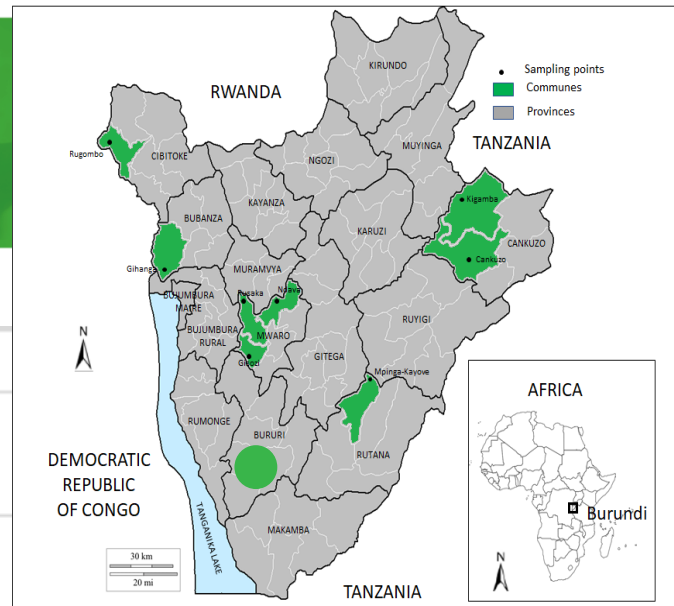 KIRUNDO
RWANDA
Sampling points
Communes
Provinces
TANZANIA
MUYINGA
NGOZI
Rugombo
CIBITOKE
KAYANZA
Kigamba
BUBANZA
KARUZI
CANKUZO
Gihanga
MURAMVYA
Cankuzo
BUJUMBURA
MAIRE
Rusaka
Ndava
BUJUMBURA
RURAL
MWARO
RUYIGI
N
Gisozi
GITEGA
Mpinga-Kayove
AFRICA
RUMONGE
BURURI
RUTANA
DEMOCRATIC
REPUBLIC
OF CONGO
TANGANIKA LAKE
MAKAMBA
Burundi
30 km
20 mi
N
TANZANIA